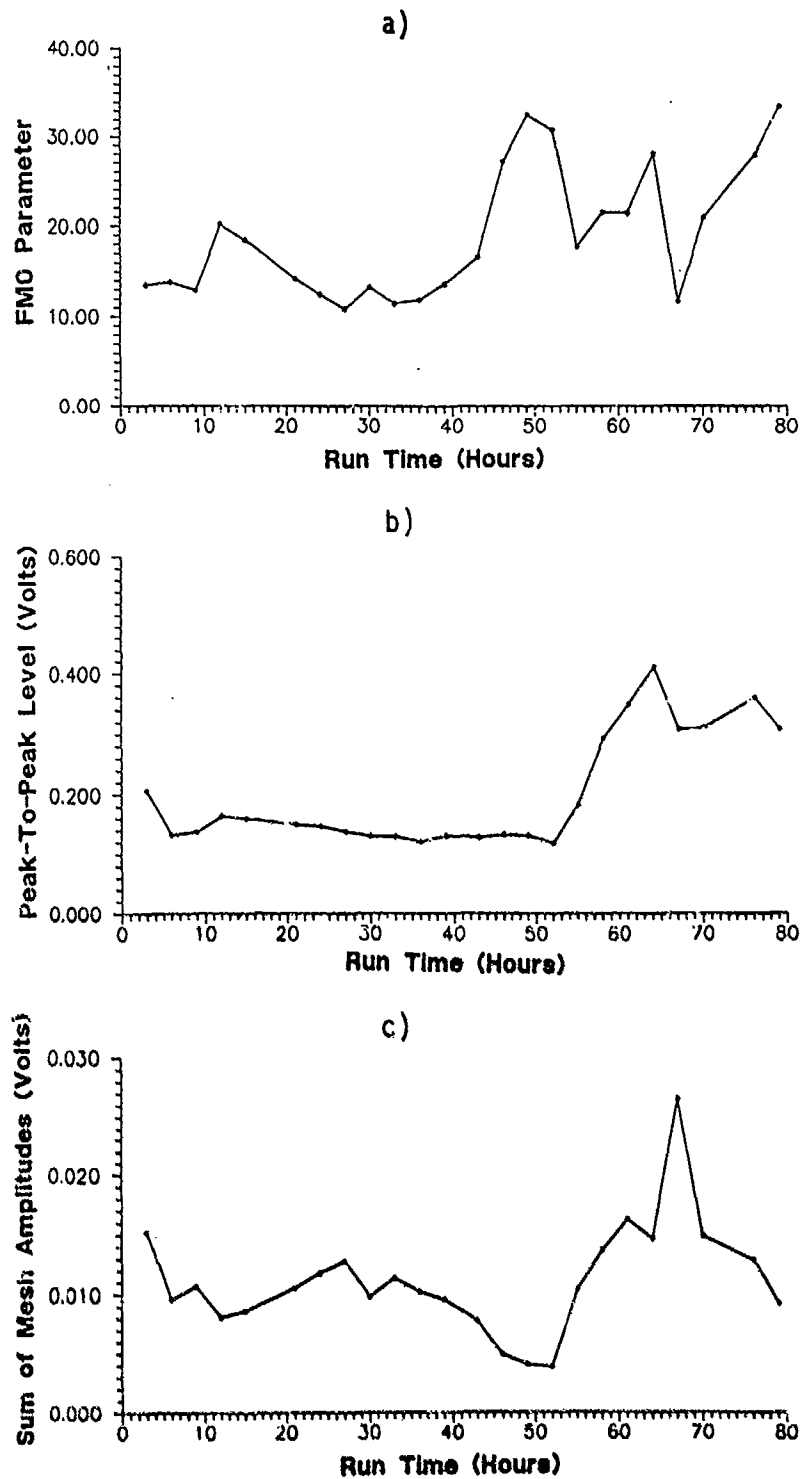 a)
40.00
30.00
20.00
10.00
0.00
FM0 Parameter
0 10 20 30 40 50 60 70 80
Run Time (Hours)
b)
0.600
0.400
0.200
0.000
Peak-To-Peak Level (Volts)
0 10 20 30 40 50 60 70 80
Run Time (Hours)
c)
0.030
0.020
0.010
0.000
Sum of Mesh Amplitudes (Volts)
0 10 20 30 40 50 60 70 80
Run Time (Hours)